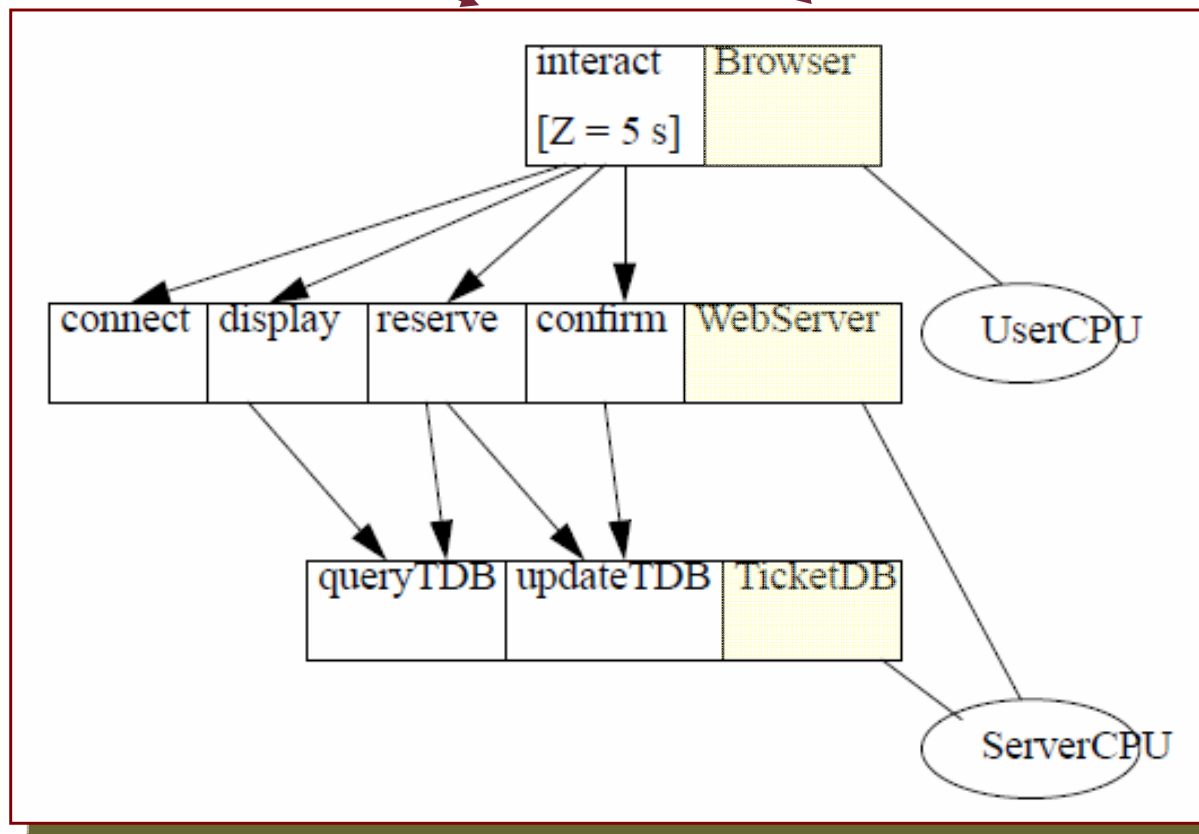 interact
Browser
[Z = 5 s]
connect
display
reserve
confirm
WebServer
UserCPU
queryTDB
updateTDB
TicketDB
ServerCPU